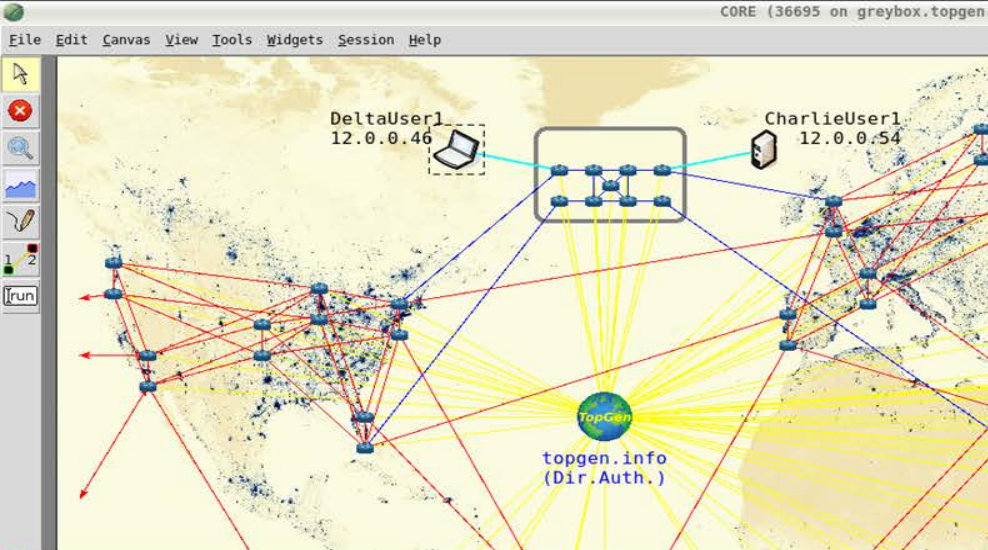 CORE (36695 on greybox.topgen
File Edit Canvas View Tools Widgets Session Help
DeltaUser1
12.0.0.46
CharlieUser1
12.0.0.54
1 2
run
TopGen
topgen.info
(Dir.Auth.)